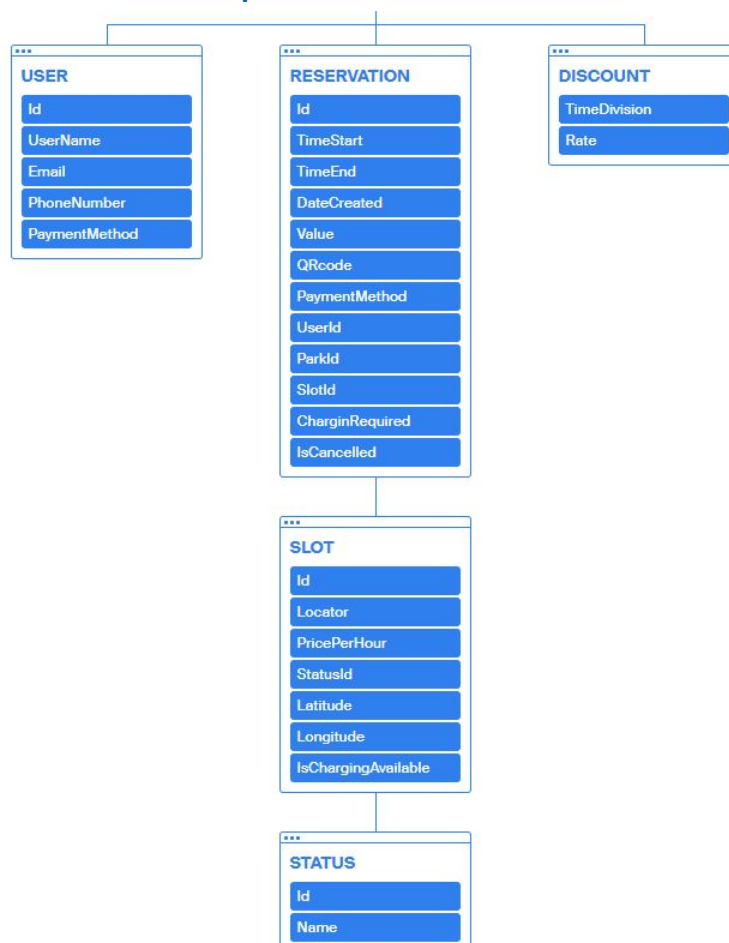 USER
Id
UserName
Email
PhoneNumber
PaymentMethod
RESERVATION
Id
TimeStart
TimeEnd
DateCreated
Value
QRcode
PaymentMethod
UserId
ParkId
SlotId
CharginRequired
IsCancelled
DISCOUNT
TimeDivision
Rate
SLOT
Id
Locator
PricePerHour
StatusId
Latitude
Longitude
IsChargingAvailable
STATUS
Id
Name